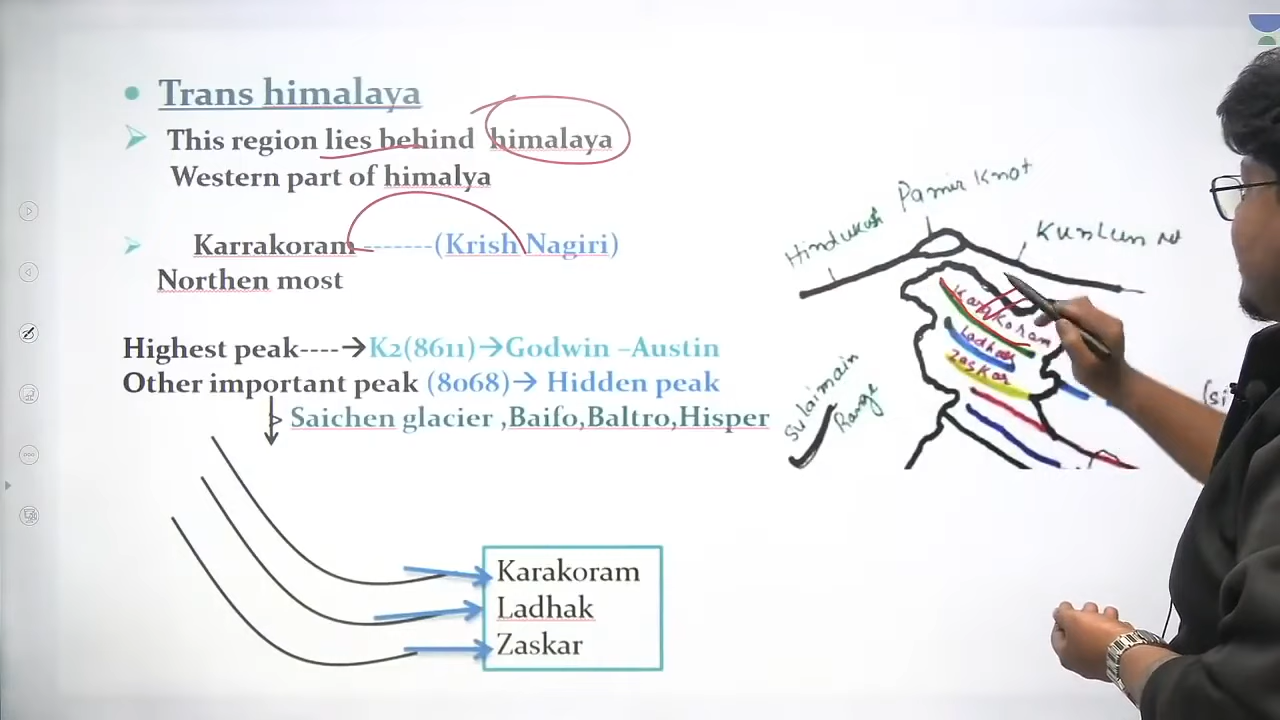 Trans himalaya
This region lies behind himalaya
Western part of himalya
Karrakoram -------(Krish Nagiri)
Northen most
Highest peak----→K2(8611)→Godwin –Austin
Other important peak (8068)→ Hidden peak
Saichen glacier ,Baifo,Baltro,Hisper
Karakoram
Ladhak
Zaskar
Hindukush
Pamir Knot
Kunlun Mt
Karakoram
Ladhak
Zaskar
Sulaimain
Range
(si